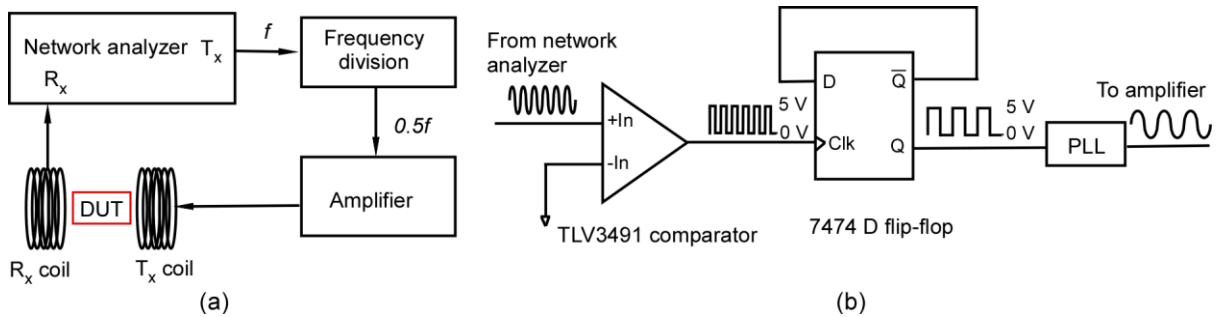 Network analyzer Tx
Rx
f
Frequency
division
0.5f
Amplifier
DUT
Rx coil
Tx coil
(a)
From network
analyzer
+In
-In
TLV3491 comparator
5 V
0 V
D
Q̅
Clk
Q
7474 D flip-flop
5 V
0 V
PLL
To amplifier
(b)